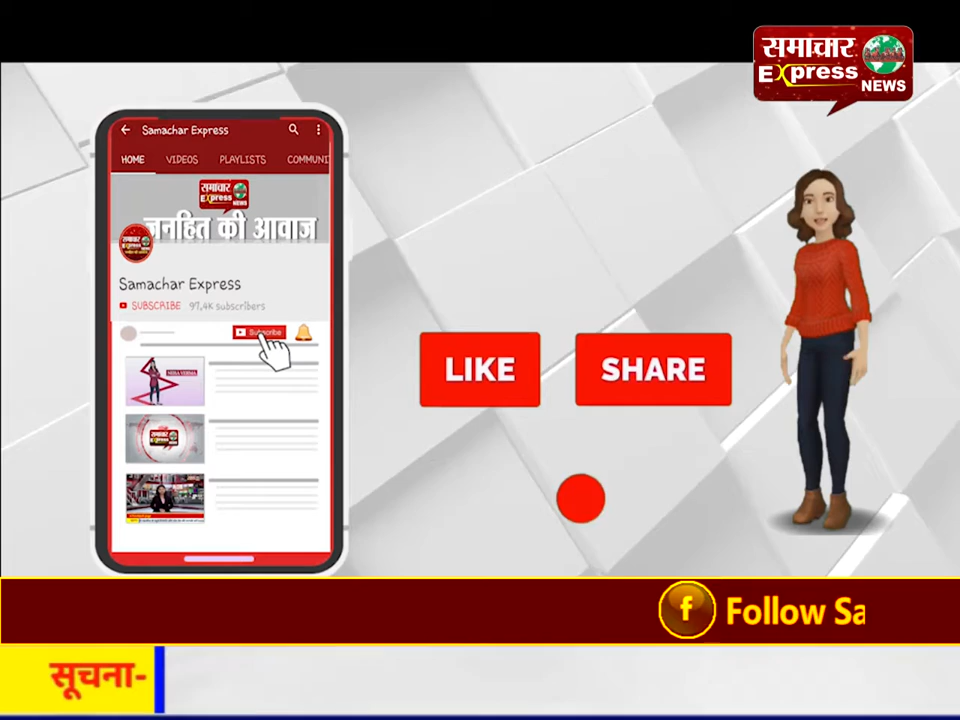 समाचार
Express
NEWS
Samachar Express
HOME VIDEOS PLAYLISTS COMMUNI
समाचार
Express
NEWS
जनहित की आवाज
Samachar Express
SUBSCRIBE 97.4K subscribers
Subscribe
LIKE SHARE
Follow Sa
सूचना-